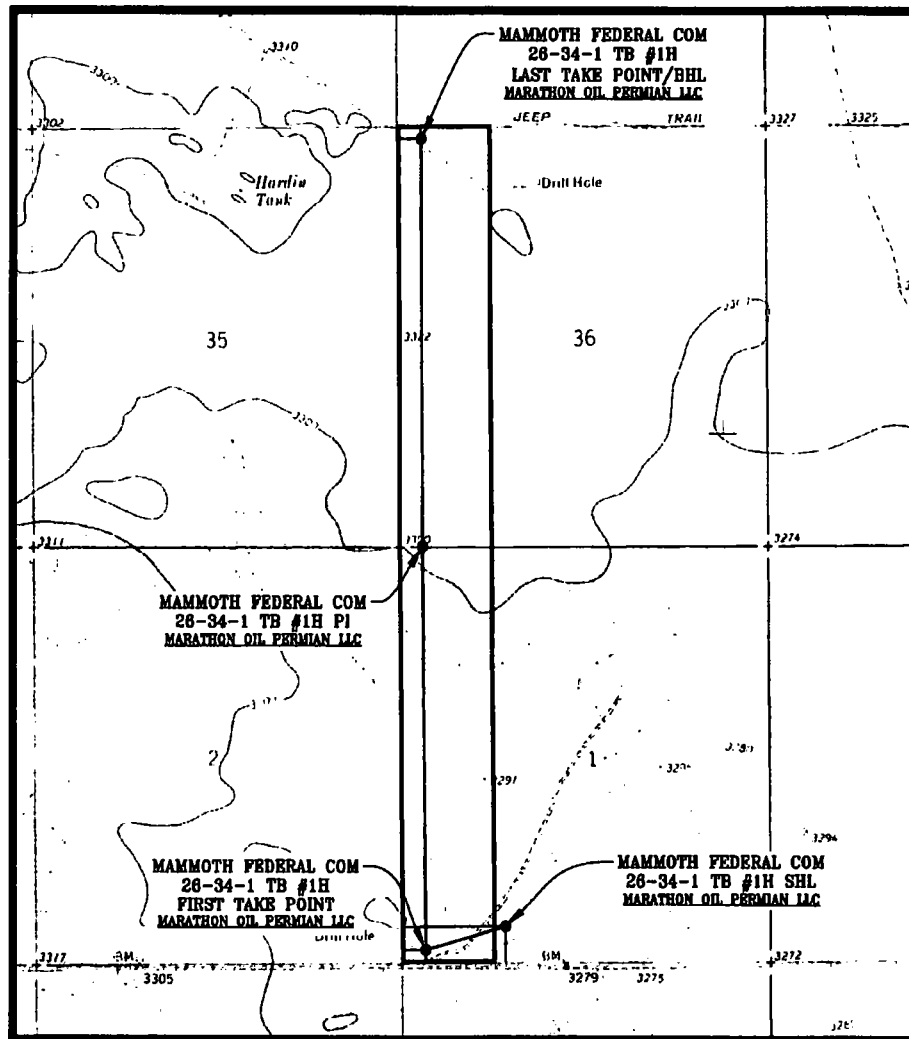 MAMMOTH FEDERAL COM
26-34-1 TB #1H
LAST TAKE POINT/BHL
MARATHON OIL PERMIAN LLC
3310
3302
JEEP TRAIL
3327
3325
Hardin
Tank
Drill Hole
35
36
3311
3274
MAMMOTH FEDERAL COM
26-34-1 TB #1H PI
MARATHON OIL PERMIAN LLC
2
1
3291
3294
MAMMOTH FEDERAL COM
26-34-1 TB #1H
FIRST TAKE POINT
MARATHON OIL PERMIAN LLC
MAMMOTH FEDERAL COM
26-34-1 TB #1H SHL
MARATHON OIL PERMIAN LLC
Drill Hole
3317
BM
3305
BM
3279
3275
3272